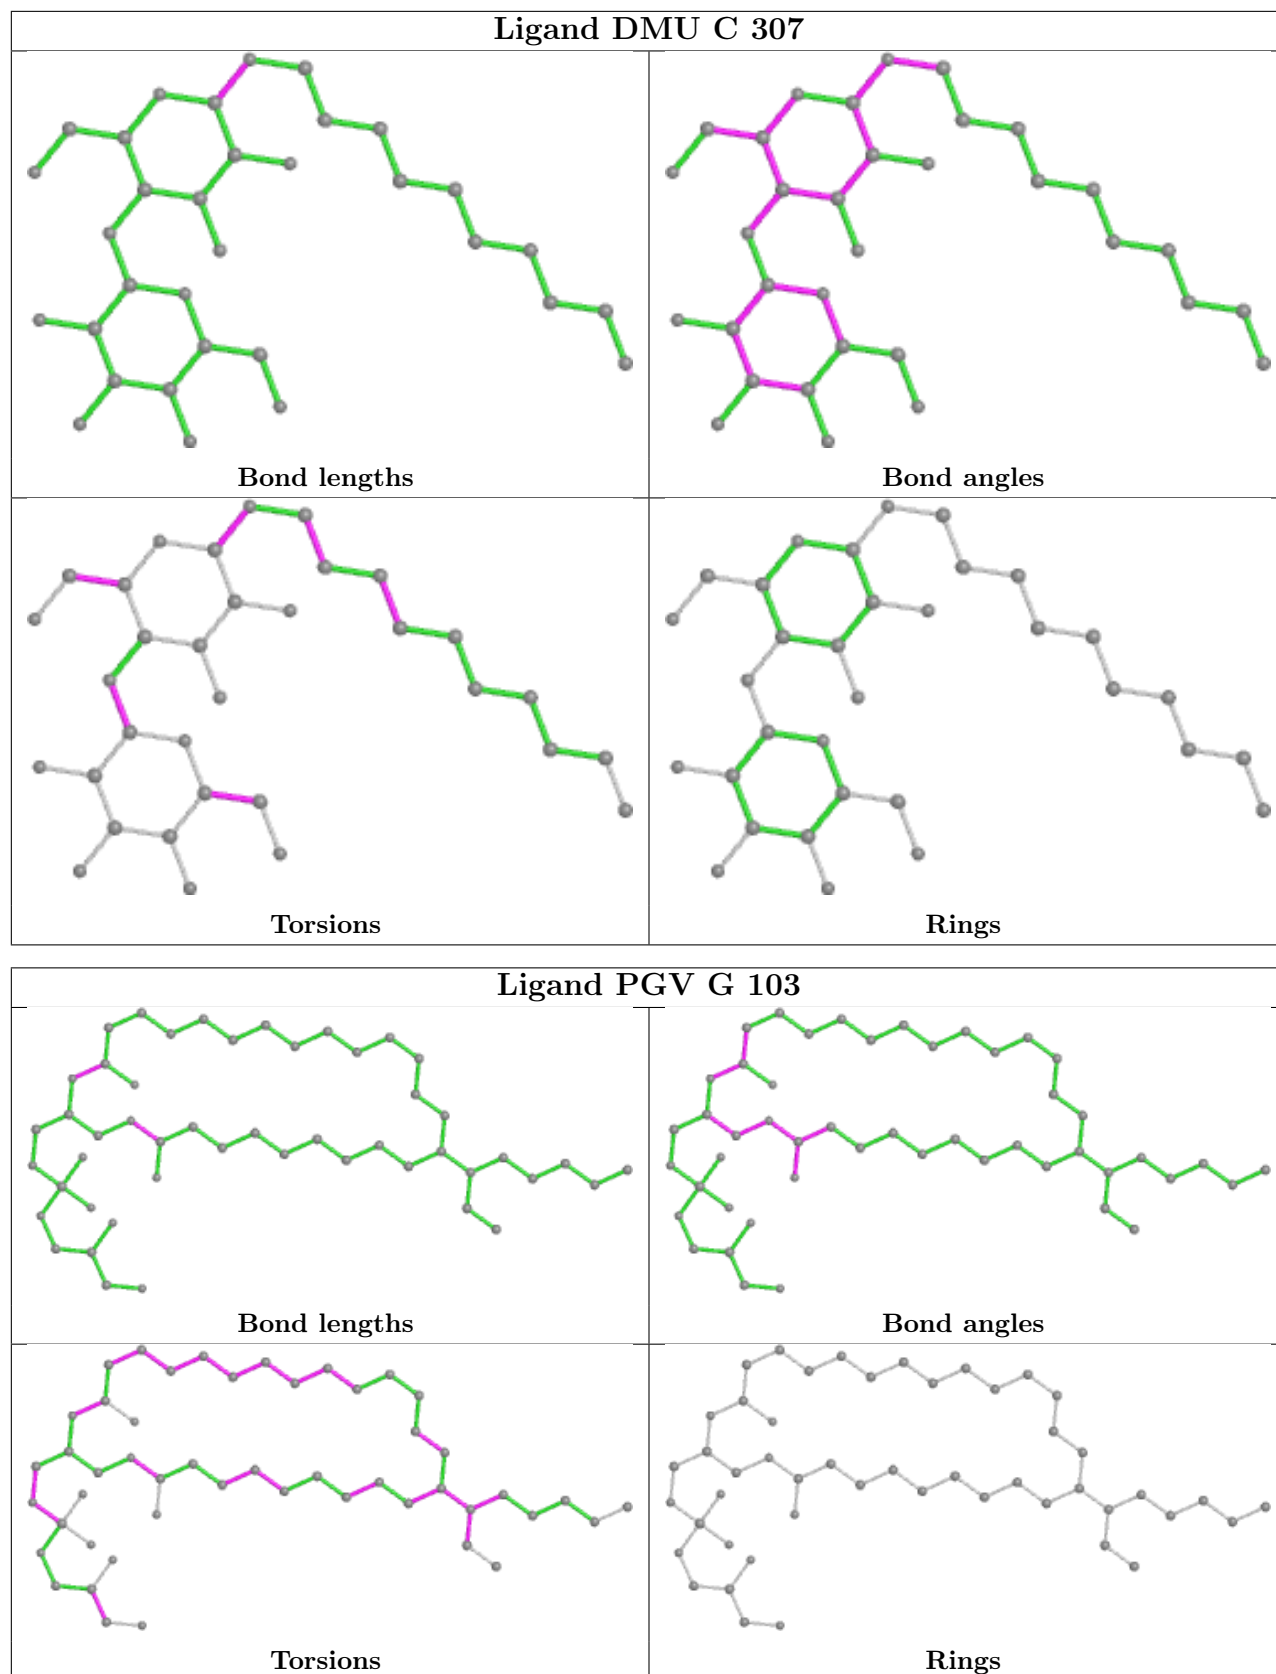 Ligand DMU C 307
Bond lengths
Bond angles
Torsions
Rings
Ligand PGV G 103
Bond lengths
Bond angles
Torsions
Rings